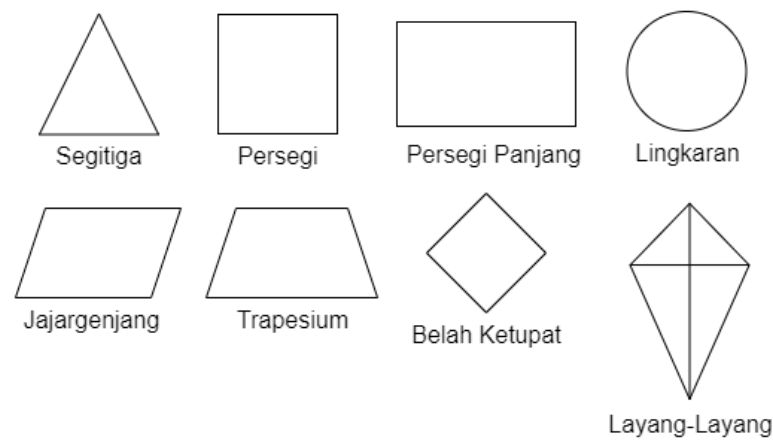 Segitiga
Persegi
Persegi Panjang
Lingkaran
Jajargenjang
Trapesium
Belah Ketupat
Layang-Layang